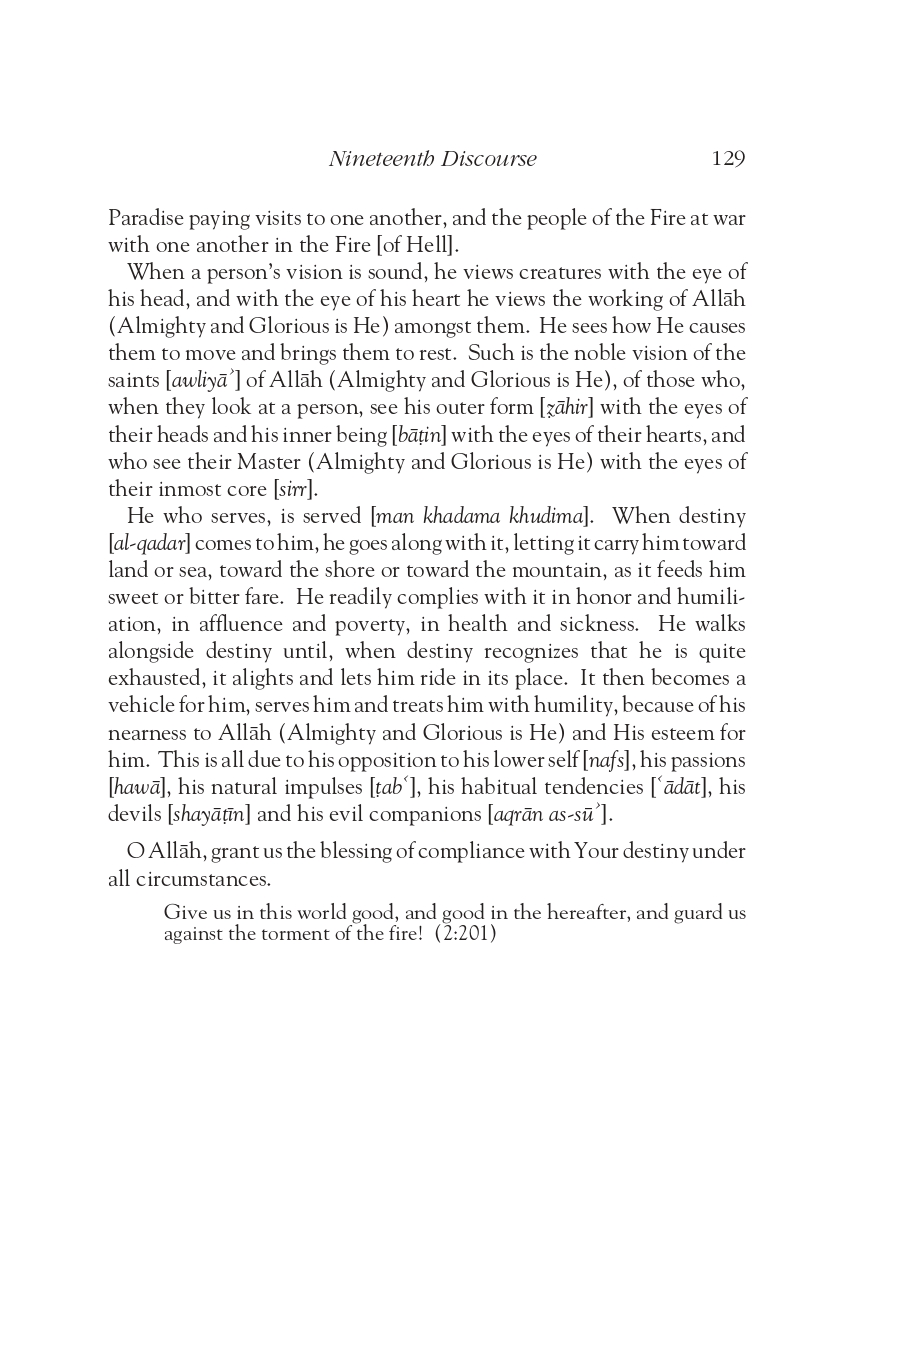 Nineteenth Discourse 129
Paradise paying visits to one another, and the people of the Fire at war
with one another in the Fire [of Hell].
When a person’s vision is sound, he views creatures with the eye of
his head, and with the eye of his heart he views the working of Allāh
(Almighty and Glorious is He) amongst them. He sees how He causes
them to move and brings them to rest. Such is the noble vision of the
saints [awliyāʾ] of Allāh (Almighty and Glorious is He), of those who,
when they look at a person, see his outer form [ẓāhir] with the eyes of
their heads and his inner being [bāṭin] with the eyes of their hearts, and
who see their Master (Almighty and Glorious is He) with the eyes of
their inmost core [sirr].
He who serves, is served [man khadama khudima]. When destiny
[al-qadar] comes to him, he goes along with it, letting it carry him toward
land or sea, toward the shore or toward the mountain, as it feeds him
sweet or bitter fare. He readily complies with it in honor and humili-
ation, in affluence and poverty, in health and sickness. He walks
alongside destiny until, when destiny recognizes that he is quite
exhausted, it alights and lets him ride in its place. It then becomes a
vehicle for him, serves him and treats him with humility, because of his
nearness to Allāh (Almighty and Glorious is He) and His esteem for
him. This is all due to his opposition to his lower self [nafs], his passions
[hawā], his natural impulses [ṭabʿ], his habitual tendencies [ʿādāt], his
devils [shayāṭīn] and his evil companions [aqrān as-sūʾ].
O Allāh, grant us the blessing of compliance with Your destiny under
all circumstances.
Give us in this world good, and good in the hereafter, and guard us
against the torment of the fire! (2:201)